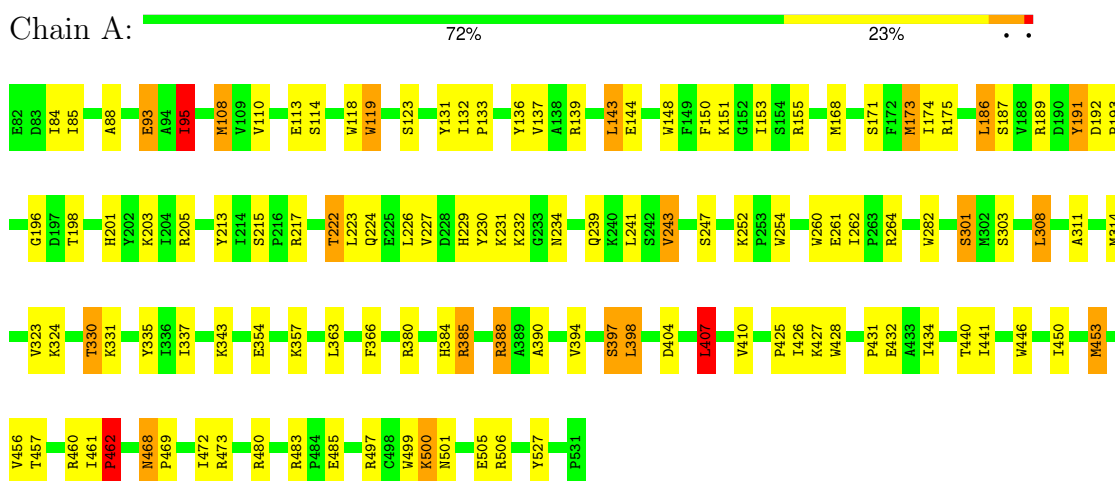 Chain A:
72% 23% • •
E82 D83 I84 I85 A88 E93 A94 I95 M108 V109 V110 E113 S114 W118 W119 S123 Y131 I132 P133 Y136 V137 A138 R139 L143 E144 W148 F149 F150 K151 G152 I153 S154 R155 M168 S171 F172 M173 I174 R175 L186 S187 V188 R189 D190 Y191 D192
G196 D197 T198 H201 Y202 K203 I204 R205 Y213 I214 S215 P216 R217 T222 L223 Q224 E225 L226 V227 D228 H229 Y230 K231 K232 G233 N234 Q239 K240 L241 S242 V243 S247 K252 P253 W254 W260 E261 I262 P263 R264 W282 S301 M302 S303 L308 A311 M314
V323 K324 T330 K331 Y335 I336 I337 K343 E354 K357 L363 F366 R380 H384 R385 R388 A389 A390 V394 S397 L398 D404 L407 V410 P425 I426 K427 W428 P431 E432 A433 I434 T440 I441 W446 I450 M453
V456 T457 R460 I461 P462 N468 P469 I472 R473 R480 R483 P484 E485 R497 C498 W499 K500 N501 E505 R506 Y527 P531